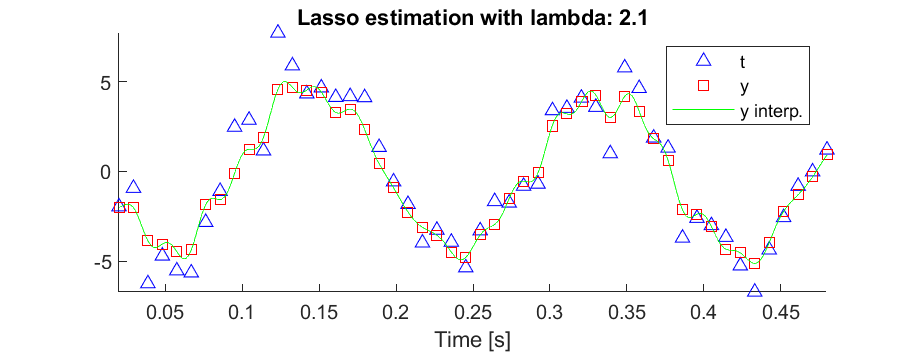 Lasso estimation with lambda: 2.1
t
y
y interp.
5
0
-5
0.05 0.1 0.15 0.2 0.25 0.3 0.35 0.4 0.45
Time [s]